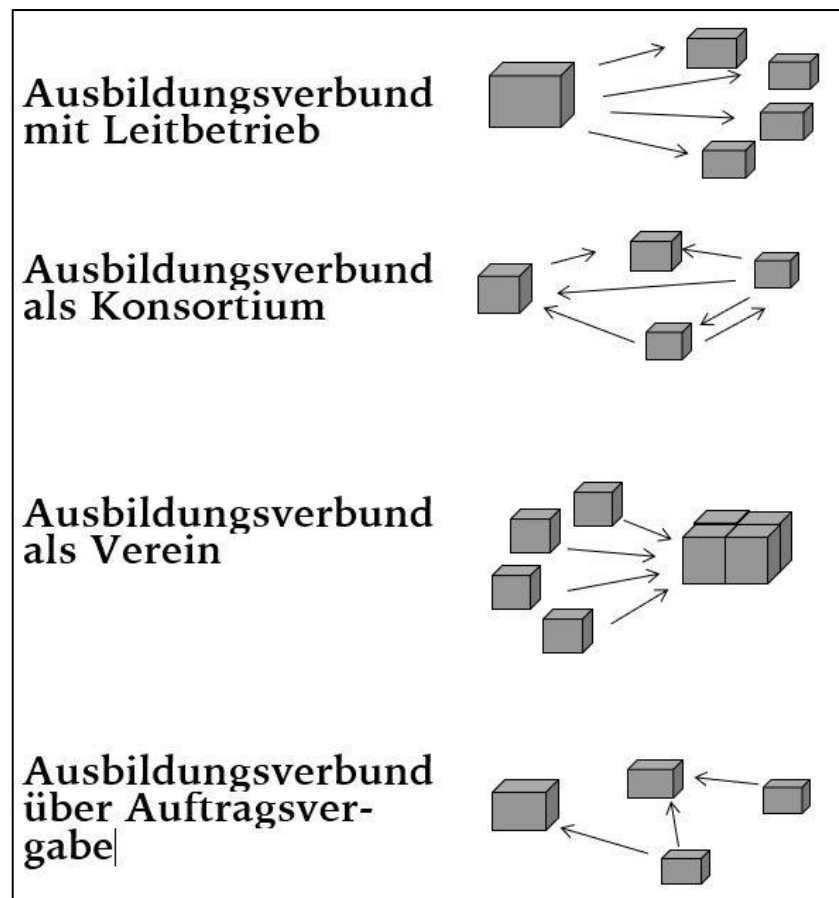 Ausbildungsverbund
mit Leitbetrieb
Ausbildungsverbund
als Konsortium
Ausbildungsverbund
als Verein
Ausbildungsverbund
über Auftragsver-
gabe